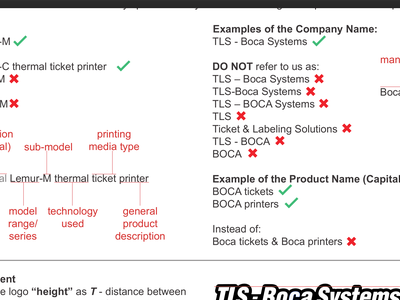 -M
-C thermal ticket printer
M
M
printing
sub-model
media type
Lemur-M thermal ticket printer
model
range/
series
technology
used
general
product
description
Examples of the Company Name:
TLS - Boca Systems
DO NOT refer to us as:
TLS – Boca Systems
TLS-Boca Systems
TLS – BOCA Systems
TLS
Ticket & Labeling Solutions
TLS - BOCA
BOCA
Example of the Product Name (Capital
BOCA tickets
BOCA printers
Instead of:
Boca tickets & Boca printers
man
Boca
ent
e logo “height” as T - distance between
TLS - Boca Systems